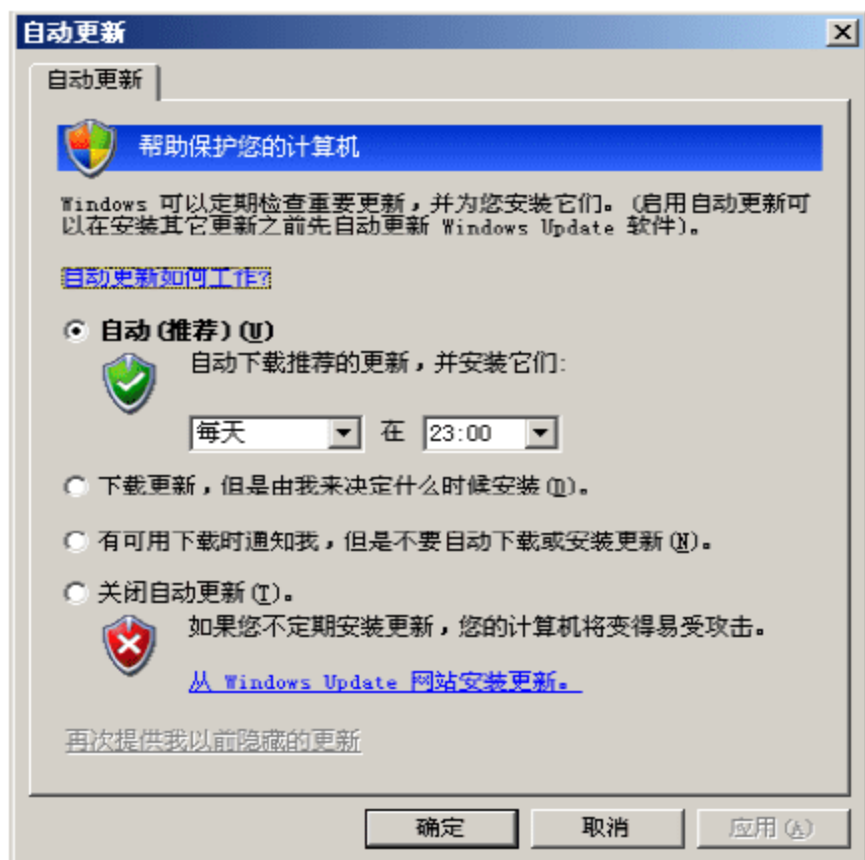 自动更新
自动更新
帮助保护您的计算机
Windows 可以定期检查重要更新，并为您安装它们。（启用自动更新可
以在安装其它更新之前先自动更新 Windows Update 软件）。
自动更新如何工作?
自动(推荐)(U)
自动下载推荐的更新，并安装它们:
每天 在 23:00
下载更新，但是由我来决定什么时候安装(D)。
有可用下载时通知我，但是不要自动下载或安装更新(N)。
关闭自动更新(T)。
如果您不定期安装更新，您的计算机将变得易受攻击。
从 Windows Update 网站安装更新。
再次提供我以前隐藏的更新
确定 取消 应用(A)